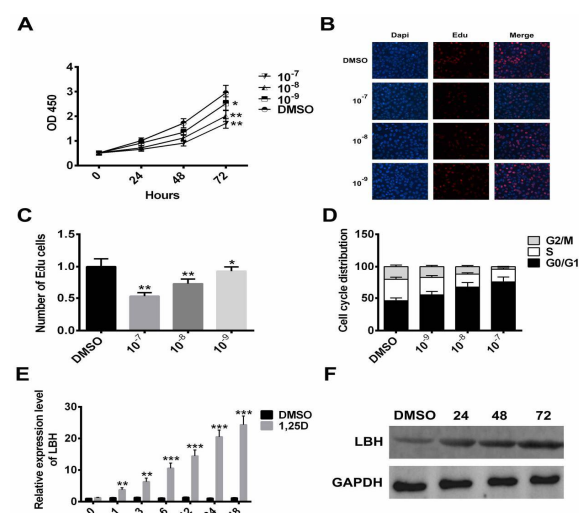 A
OD 450
4
3
2
1
0
0
24
48
72
Hours
10-7
10-8
10-9
DMSO
*
**
**
B
Dapi
Edu
Merge
DMSO
10-7
10-8
10-9
C
Number of Edu cells
1.5
1.0
0.5
0.0
**
**
*
DMSO
10-7
10-8
10-9
D
Cell cycle distribution
150
100
50
0
G2/M
S
G0/G1
DMSO
10-9
10-8
10-7
E
Relative expression level
of LBH
30
20
10
0
**
**
***
***
***
***
DMSO
1,25D
F
DMSO
24
48
72
LBH
GAPDH